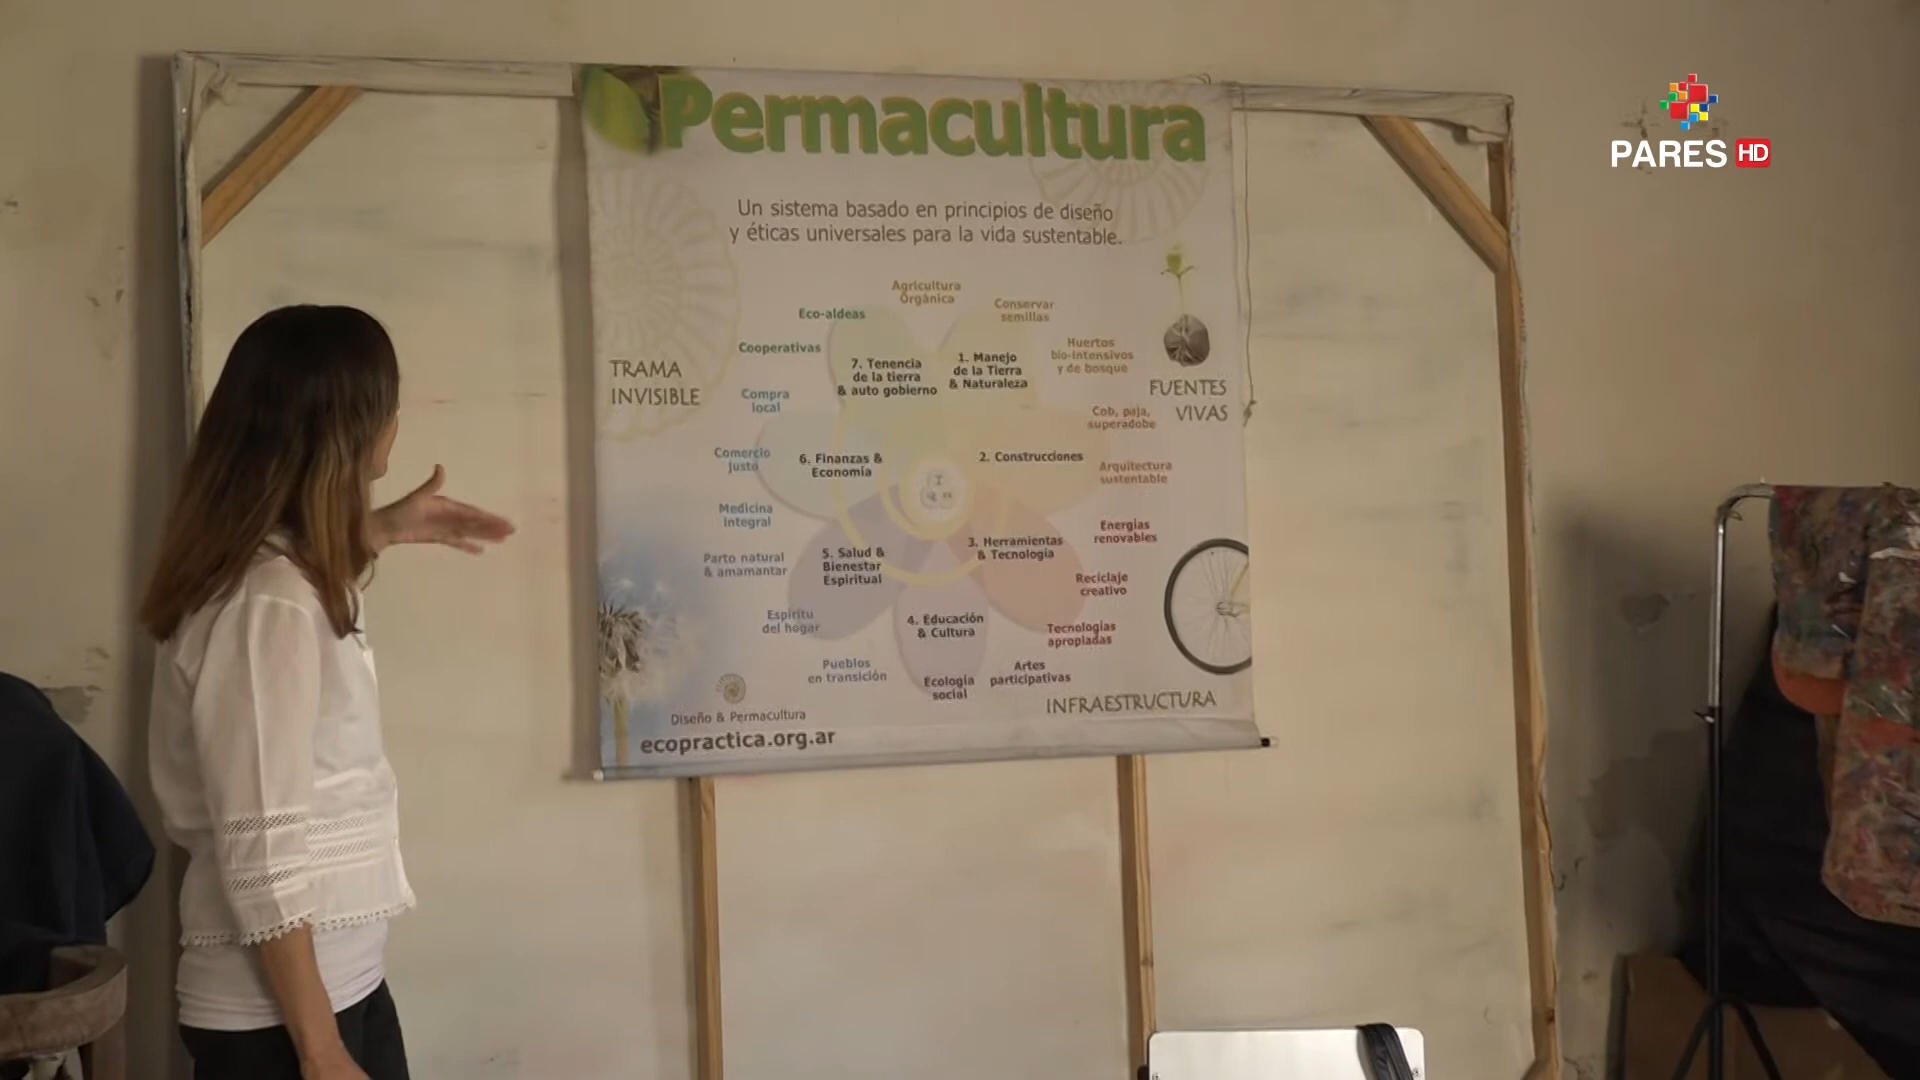 Permacultura
PARES HD
Un sistema basado en principios de diseño
y éticas universales para la vida sustentable.
Agricultura
Orgánica
Eco-aldeas
Conservar
semillas
Cooperativas
Huertos
bio-intensivos
y de bosque
7. Tenencia
de la tierra
& auto gobierno
1. Manejo
de la Tierra
& Naturaleza
TRAMA
INVISIBLE
FUENTES
VIVAS
Compra
local
Cob, paja,
superadobe
Comercio
justo
6. Finanzas &
Economía
2. Construcciones
Arquitectura
sustentable
Medicina
Integral
Energías
renovables
Parto natural
& amamantar
5. Salud &
Bienestar
Espiritual
3. Herramientas
& Tecnología
Reciclaje
creativo
Espíritu
del hogar
4. Educación
& Cultura
Tecnologías
apropiadas
Pueblos
en transición
Ecología
social
Artes
participativas
INFRAESTRUCTURA
Diseño & Permacultura
ecopractica.org.ar